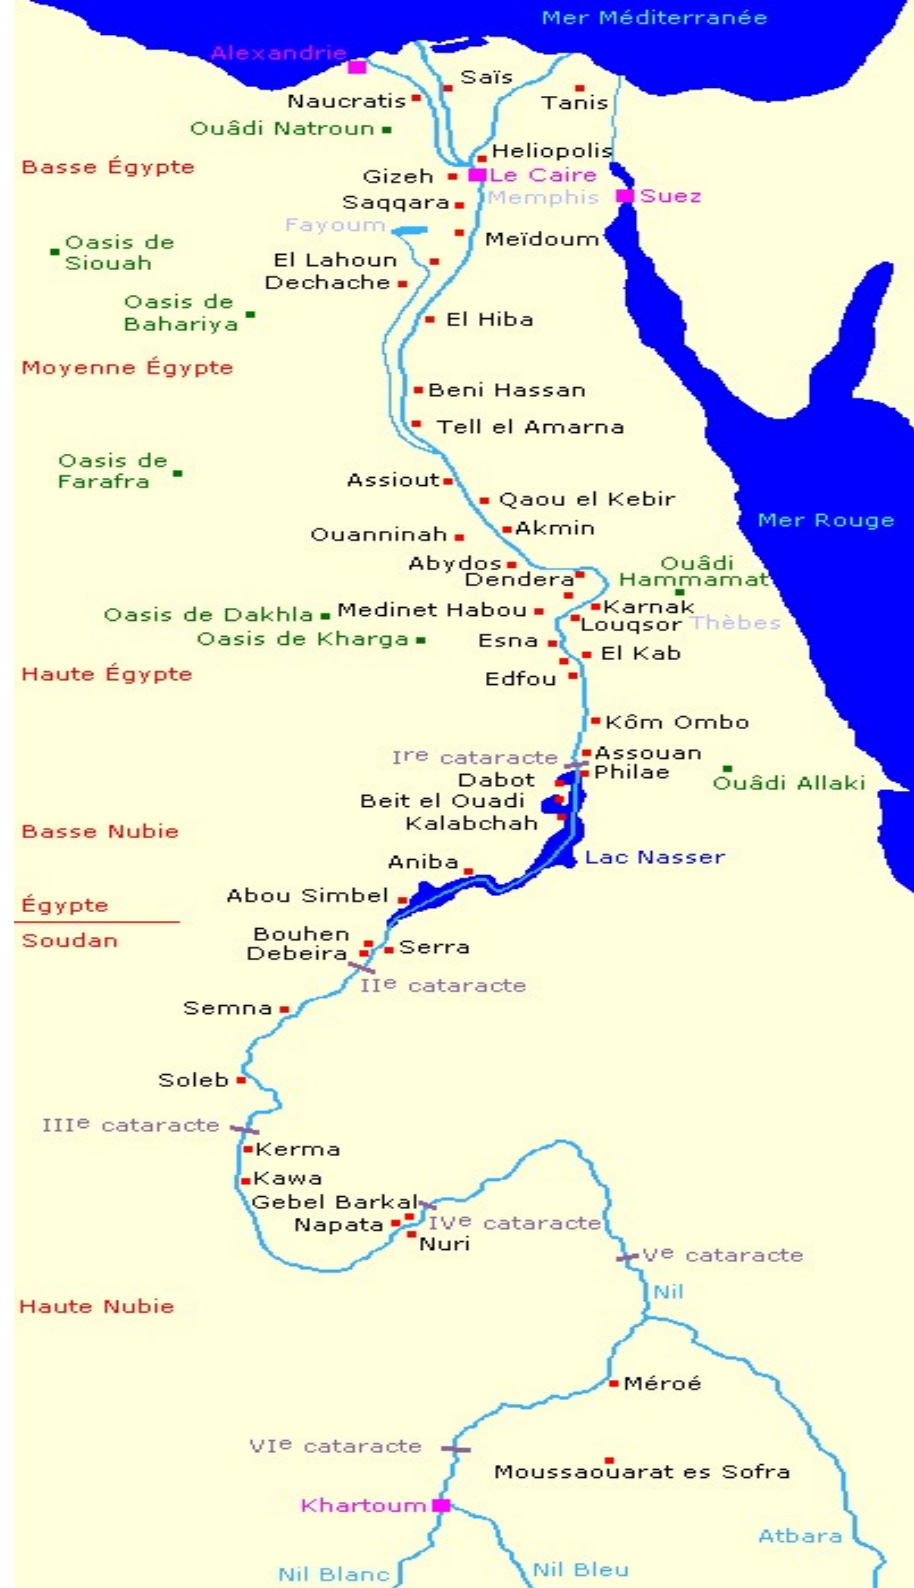 Mer Méditerranée
Alexandrie
Saïs
Naucratis
Tanis
Ouâdi Natroun
Heliopolis
Basse Égypte
Gizeh
Le Caire
Saqqara
Memphis
Suez
Fayoum
Meïdoum
Oasis de
Siouah
El Lahoun
Dechache
Oasis de
Bahariya
El Hiba
Moyenne Égypte
Beni Hassan
Tell el Amarna
Oasis de
Farafra
Assiout
Qaou el Kebir
Mer Rouge
Akmin
Ouanninah
Abydos
Ouâdi
Hammamat
Dendera
Karnak
Medinet Habou
Oasis de Dakhla
Louqsor
Thèbes
Oasis de Kharga
Esna
El Kab
Haute Égypte
Edfou
Kôm Ombo
Ire cataracte
Assouan
Philae
Dabot
Ouâdi Allaki
Beit el Ouadi
Kalabchah
Basse Nubie
Lac Nasser
Aniba
Abou Simbel
Égypte
Soudan
Bouhen
Debeira
Serra
IIe cataracte
Semna
Soleb
IIIe cataracte
Kerma
Kawa
Gebel Barkal
Napata
IVe cataracte
Nuri
Ve cataracte
Nil
Haute Nubie
Méroé
VIe cataracte
Moussaouarat es Sofra
Khartoum
Atbara
Nil Blanc
Nil Bleu